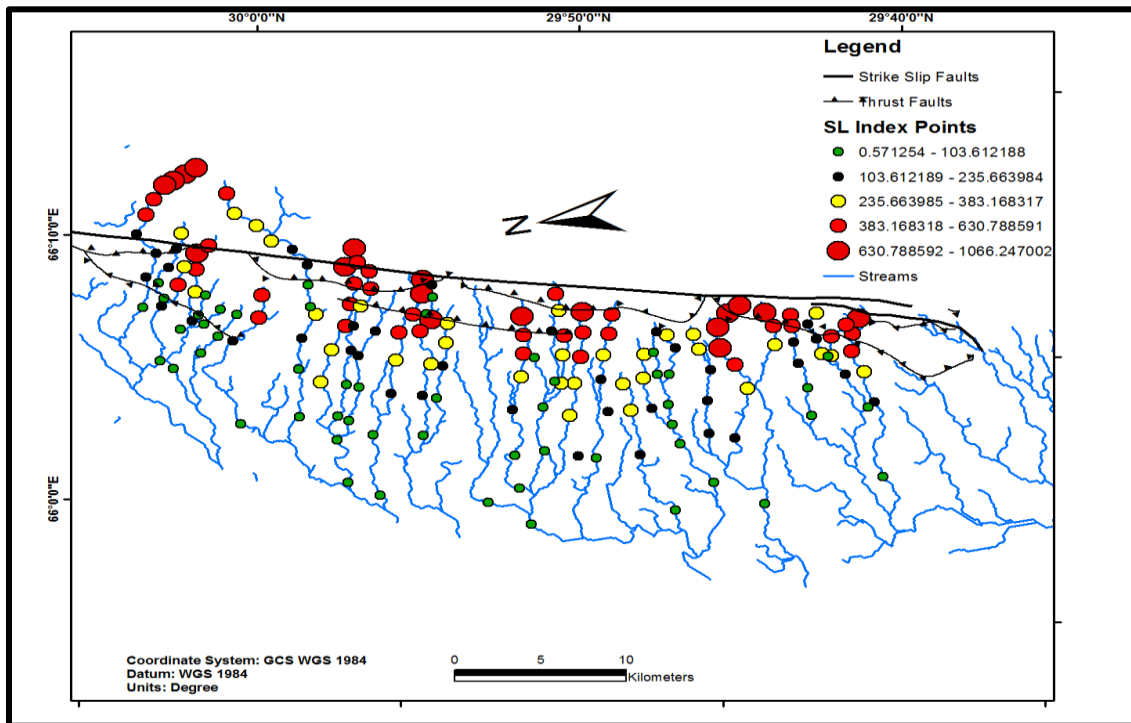 30°0'0"N 29°50'0"N 29°40'0"N
Legend
Strike Slip Faults
Thrust Faults
SL Index Points
0.571254 - 103.612188
103.612189 - 235.663984
235.663985 - 383.168317
383.168318 - 630.788591
630.788592 - 1066.247002
Streams
N
66°10'0"E
66°0'0"E
Coordinate System: GCS WGS 1984
Datum: WGS 1984
Units: Degree
0 5 10
Kilometers